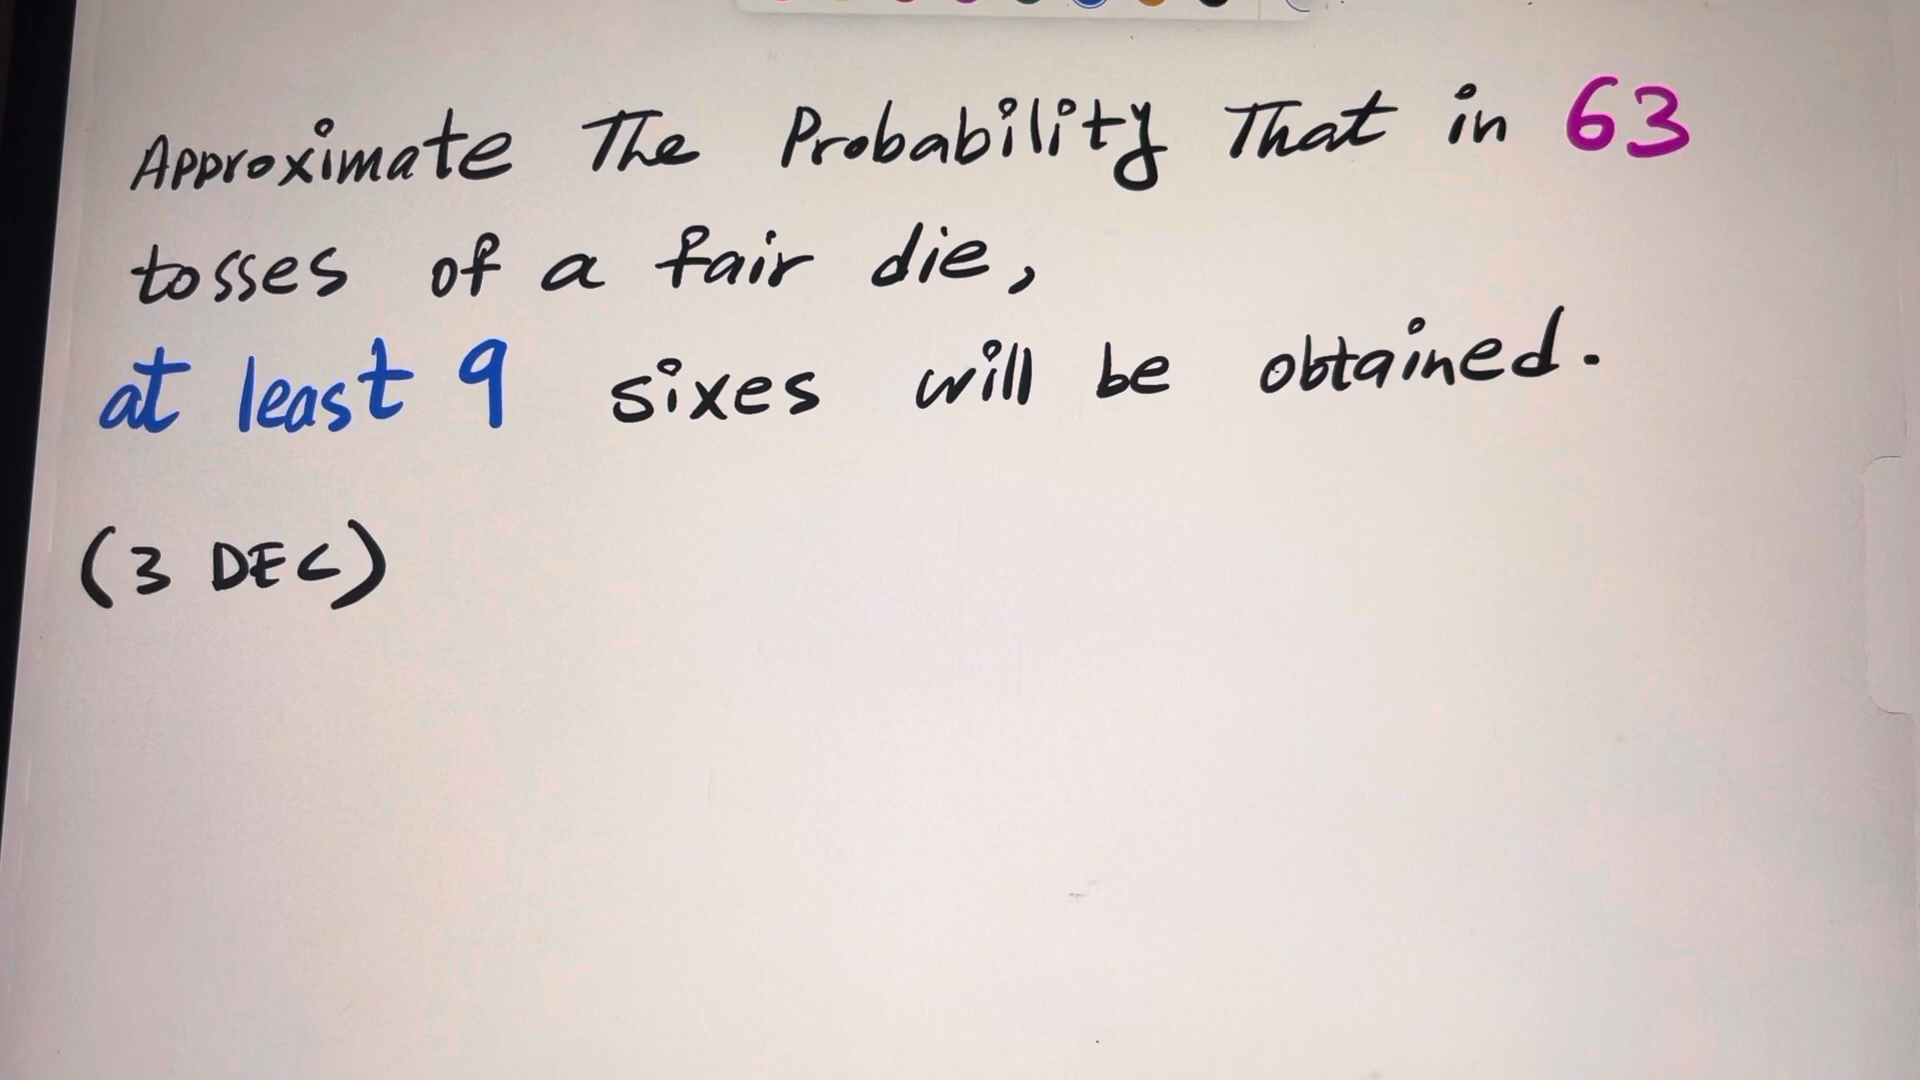 Approximate The Probability That in 63
tosses of a fair die,
at least 9 sixes will be obtained.
(3 DEC)